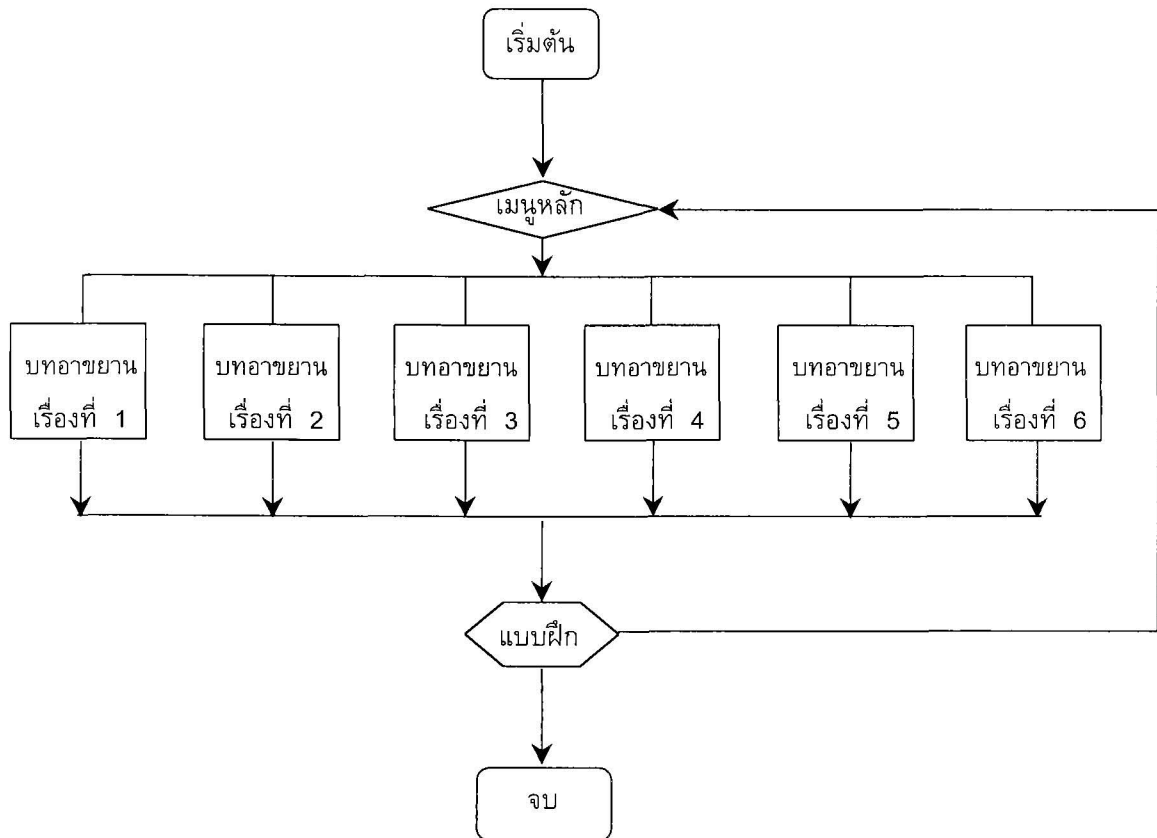 เริ่มต้น
เมนูหลัก
บทอาขยาน
เรื่องที่ 1
บทอาขยาน
เรื่องที่ 2
บทอาขยาน
เรื่องที่ 3
บทอาขยาน
เรื่องที่ 4
บทอาขยาน
เรื่องที่ 5
บทอาขยาน
เรื่องที่ 6
แบบฝึก
จบ